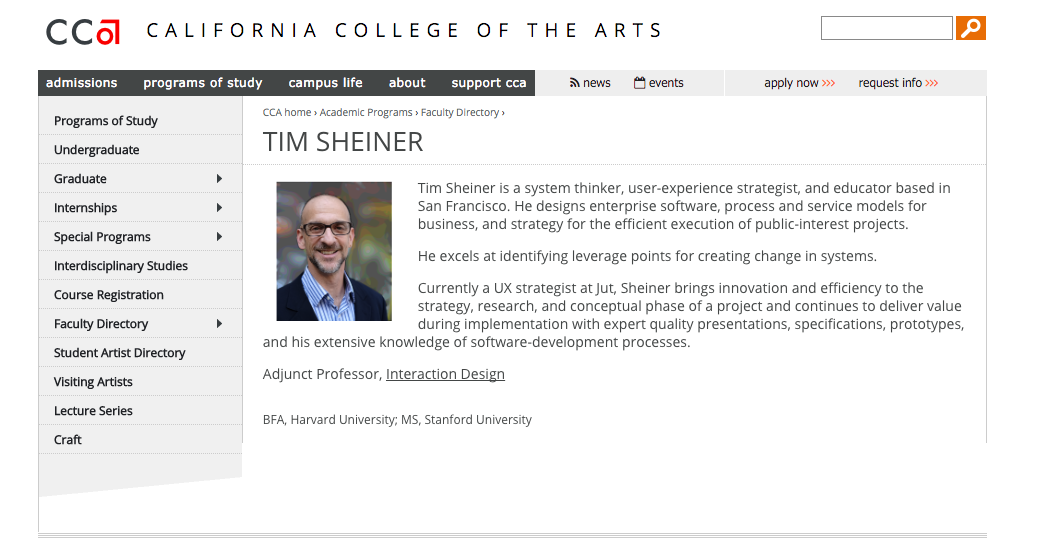 CCa CALIFORNIA COLLEGE OF THE ARTS
admissions programs of study campus life about support cca news events apply now >>> request info >>>
Programs of Study
Undergraduate
Graduate
Internships
Special Programs
Interdisciplinary Studies
Course Registration
Faculty Directory
Student Artist Directory
Visiting Artists
Lecture Series
Craft
CCA home › Academic Programs › Faculty Directory ›
TIM SHEINER
Tim Sheiner is a system thinker, user-experience strategist, and educator based in
San Francisco. He designs enterprise software, process and service models for
business, and strategy for the efficient execution of public-interest projects.
He excels at identifying leverage points for creating change in systems.
Currently a UX strategist at Jut, Sheiner brings innovation and efficiency to the
strategy, research, and conceptual phase of a project and continues to deliver value
during implementation with expert quality presentations, specifications, prototypes,
and his extensive knowledge of software-development processes.
Adjunct Professor, Interaction Design
BFA, Harvard University; MS, Stanford University